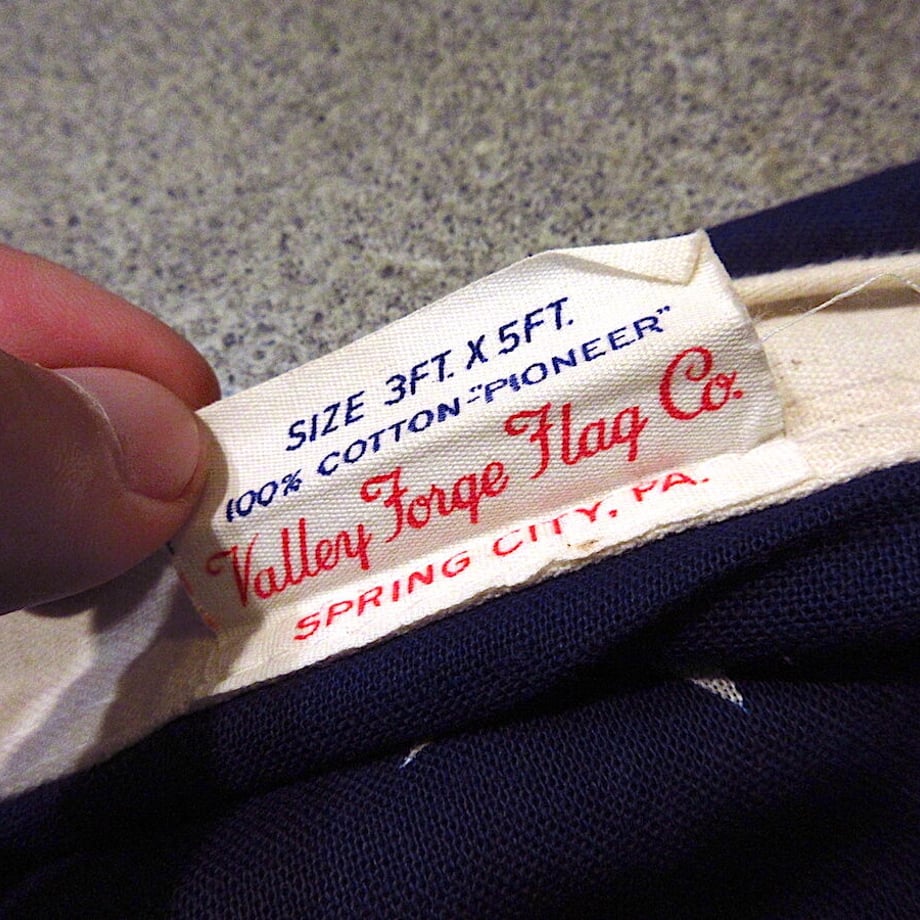 SIZE 3FT. X 5FT.
100% COTTON-"PIONEER"
Valley Forge Flag Co.
SPRING CITY, PA.